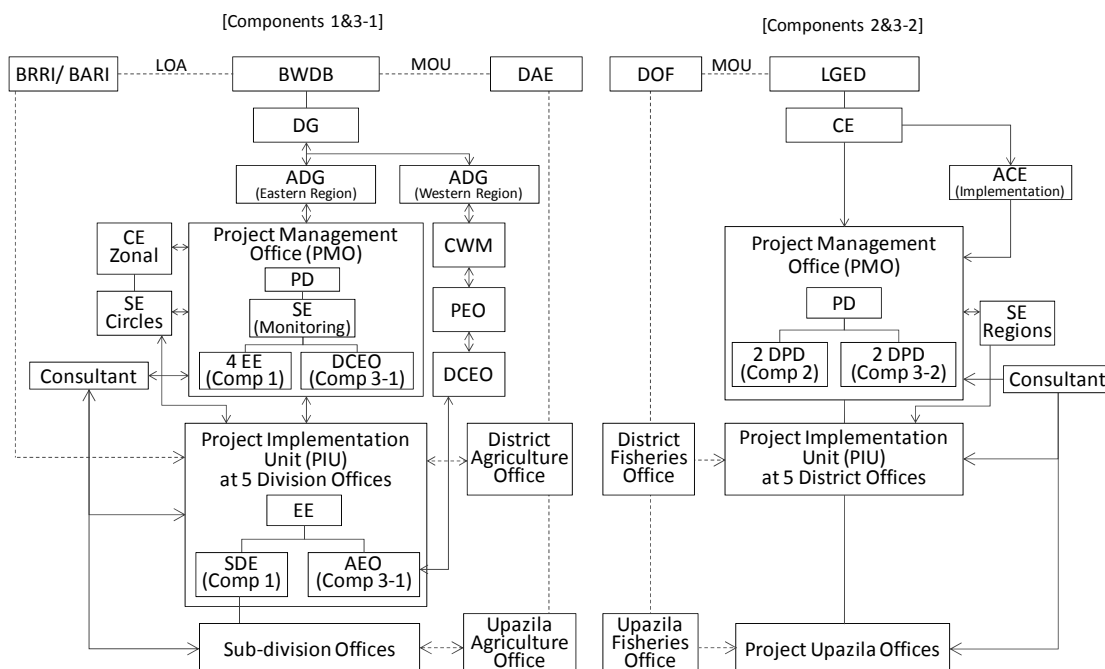 [Components 1&3-1]
[Components 2&3-2]
BRRI/ BARI
LOA
BWDB
MOU
DAE
DOF
MOU
LGED
DG
CE
ADG
(Eastern Region)
ADG
(Western Region)
ACE
(Implementation)
CE
Zonal
SE
Circles
Project Management
Office (PMO)
PD
SE
(Monitoring)
4 EE
(Comp 1)
DCEO
(Comp 3-1)
CWM
PEO
DCEO
Project Management
Office (PMO)
PD
2 DPD
(Comp 2)
2 DPD
(Comp 3-2)
SE
Regions
Consultant
Consultant
Project Implementation
Unit (PIU)
at 5 Division Offices
EE
SDE
(Comp 1)
AEO
(Comp 3-1)
District
Agriculture
Office
District
Fisheries
Office
Project Implementation
Unit (PIU)
at 5 District Offices
Sub-division Offices
Upazila
Agriculture
Office
Upazila
Fisheries
Office
Project Upazila Offices